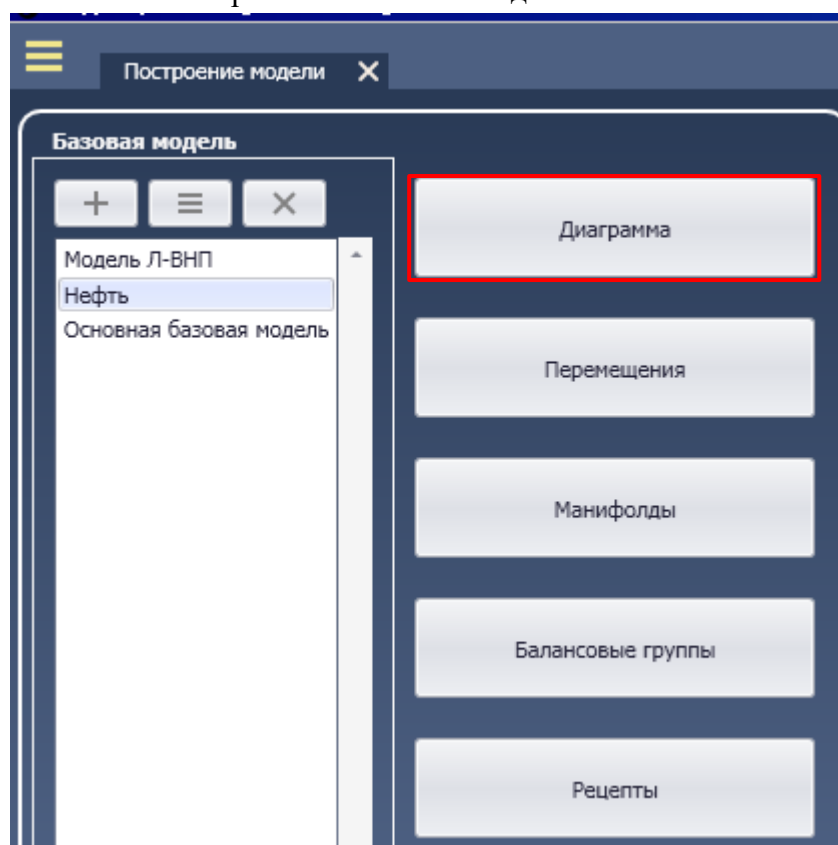 Построение модели
Базовая модель
Модель Л-ВНП
Нефть
Основная базовая модель
Диаграмма
Перемещения
Манифолды
Балансовые группы
Рецепты